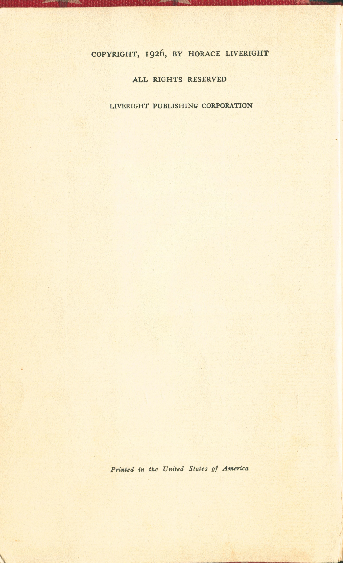 COPYRIGHT, 1926, BY HORACE LIVERIGHT
ALL RIGHTS RESERVED
LIVERIGHT PUBLISHING CORPORATION
Printed in the United States of America